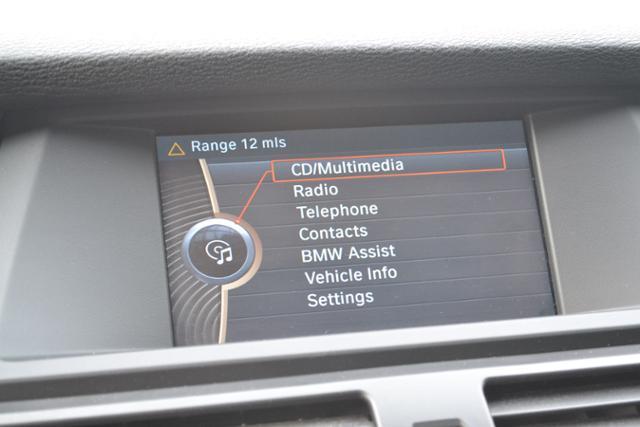 Range 12 mls
CD/Multimedia
Radio
Telephone
Contacts
BMW Assist
Vehicle Info
Settings